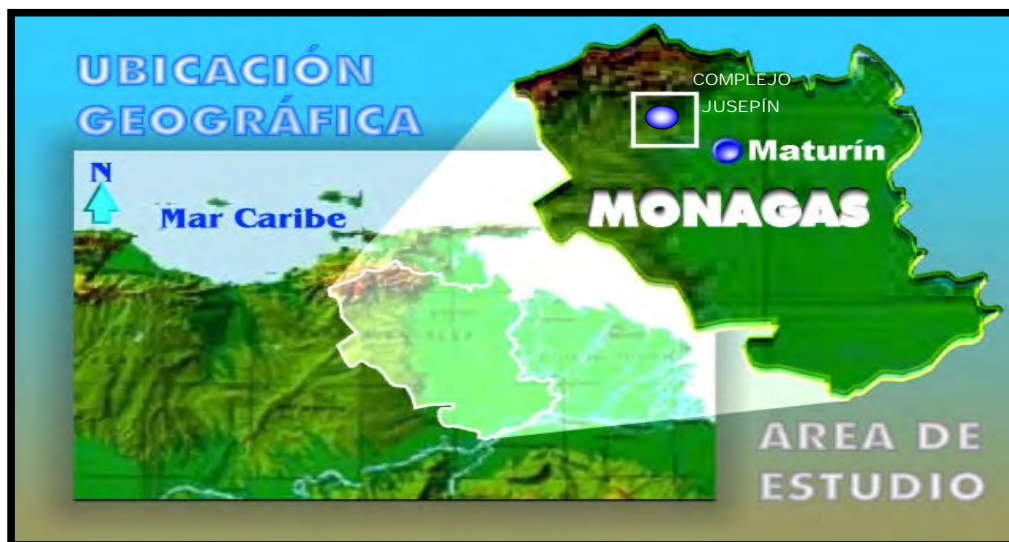 UBICACIÓN
GEOGRÁFICA
COMPLEJO
JUSEPÍN
Maturín
MONAGAS
N
Mar Caribe
AREA DE
ESTUDIO